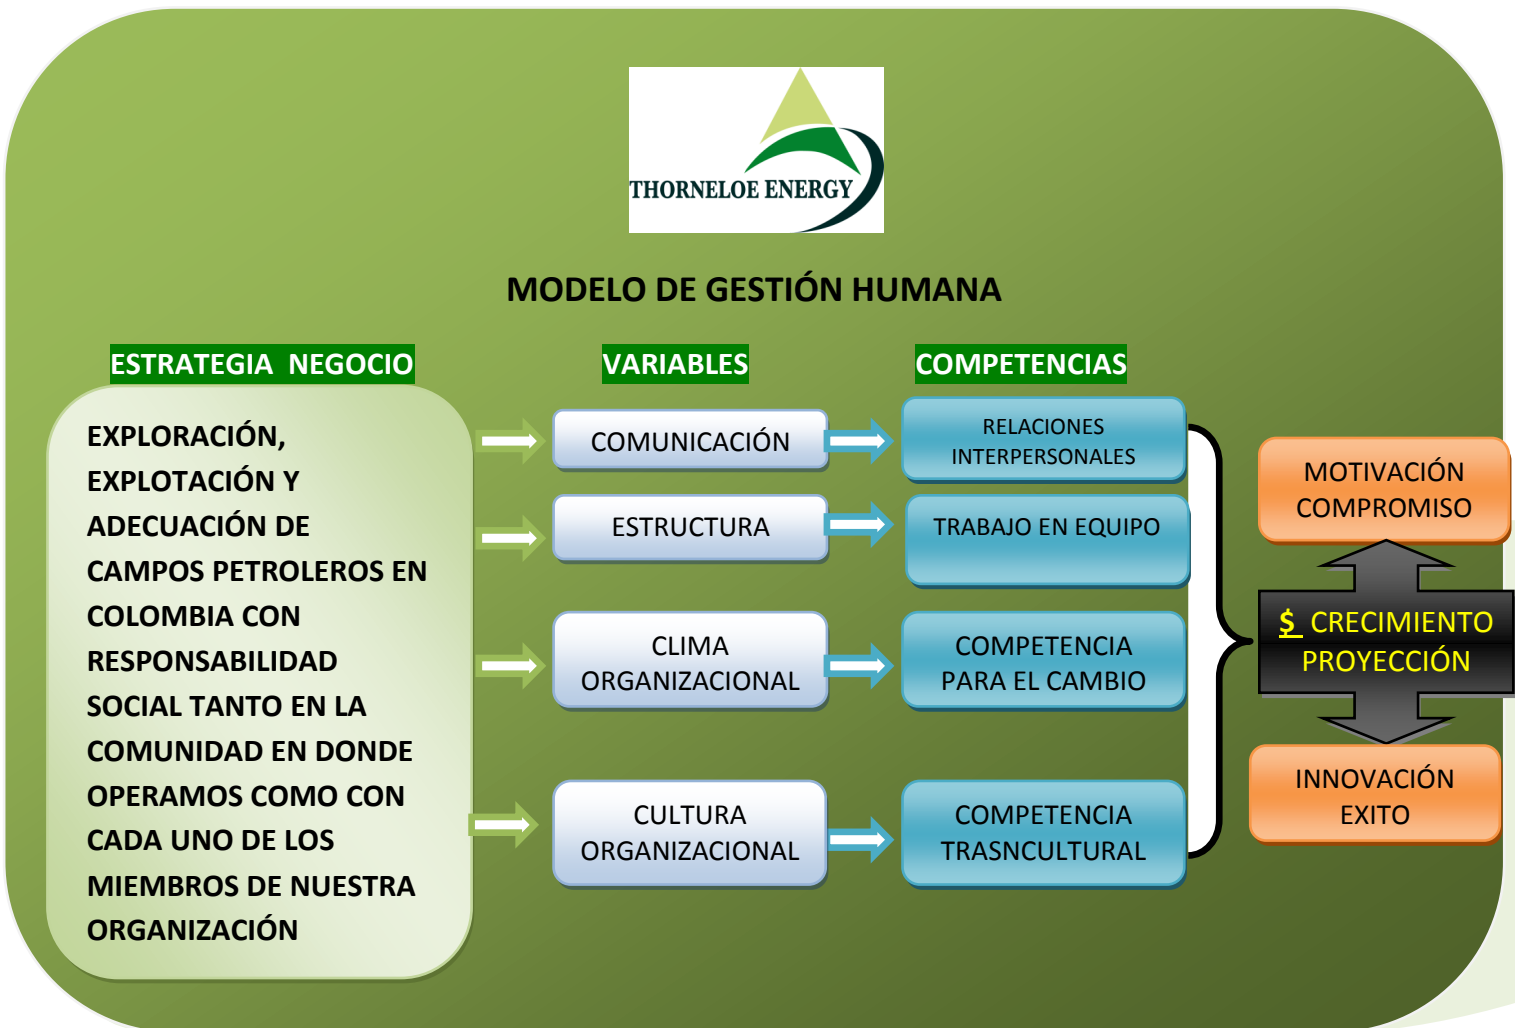 THORNELOE ENERGY
MODELO DE GESTIÓN HUMANA
ESTRATEGIA NEGOCIO
EXPLORACIÓN,
EXPLOTACIÓN Y
ADECUACIÓN DE
CAMPOS PETROLEROS EN
COLOMBIA CON
RESPONSABILIDAD
SOCIAL TANTO EN LA
COMUNIDAD EN DONDE
OPERAMOS COMO CON
CADA UNO DE LOS
MIEMBROS DE NUESTRA
ORGANIZACIÓN
VARIABLES
COMUNICACIÓN
ESTRUCTURA
CLIMA
ORGANIZACIONAL
CULTURA
ORGANIZACIONAL
COMPETENCIAS
RELACIONES
INTERPERSONALES
TRABAJO EN EQUIPO
COMPETENCIA
PARA EL CAMBIO
COMPETENCIA
TRASNCULTURAL
MOTIVACIÓN
COMPROMISO
$ CRECIMIENTO
PROYECCIÓN
INNOVACIÓN
EXITO